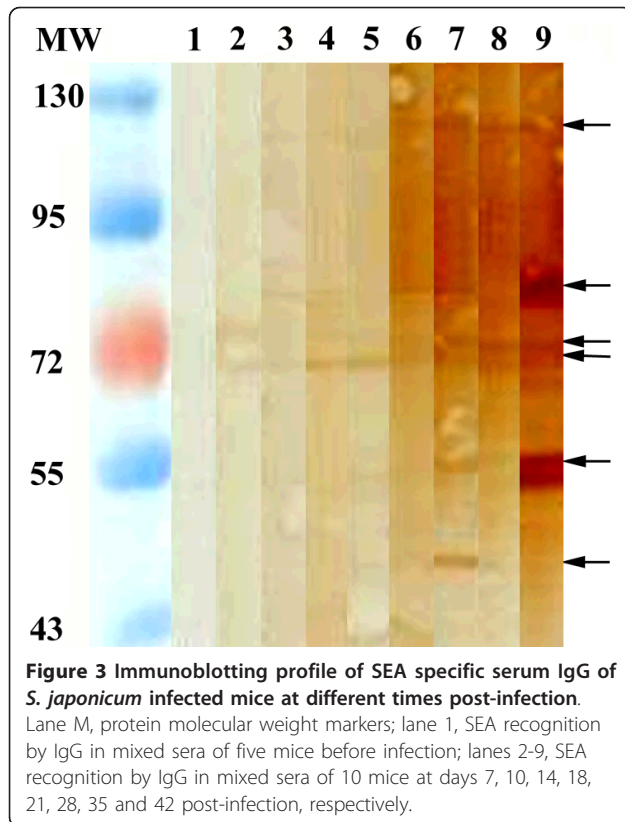 MW 1 2 3 4 5 6 7 8 9
130
95
72
55
43
Figure 3 Immunoblotting profile of SEA specific serum IgG of
S. japonicum infected mice at different times post-infection.
Lane M, protein molecular weight markers; lane 1, SEA recognition
by IgG in mixed sera of five mice before infection; lanes 2-9, SEA
recognition by IgG in mixed sera of 10 mice at days 7, 10, 14, 18,
21, 28, 35 and 42 post-infection, respectively.